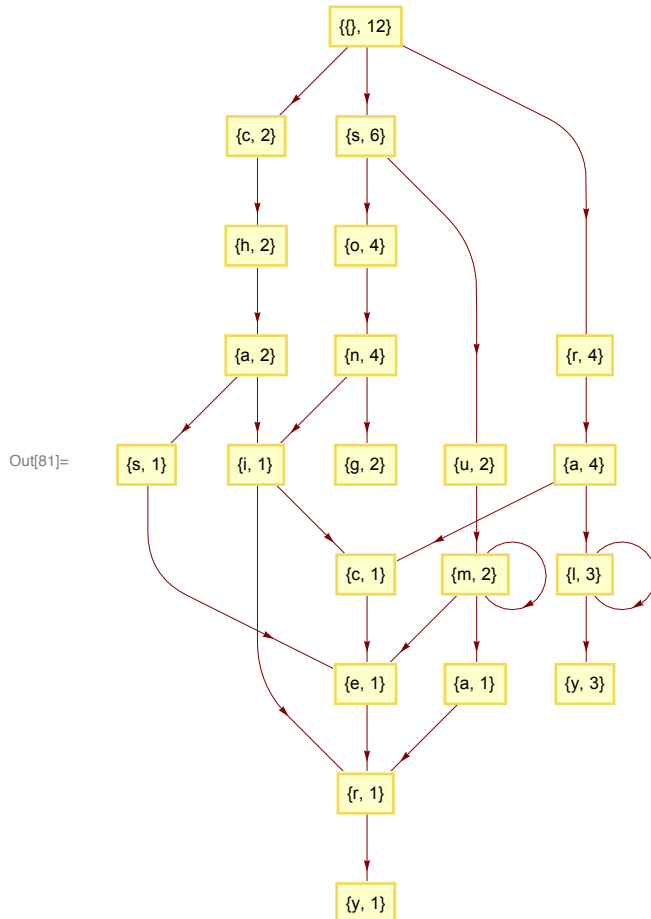 {{}, 12}
{c, 2}
{s, 6}
{h, 2}
{o, 4}
{a, 2}
{n, 4}
{r, 4}
Out[81]=
{s, 1}
{i, 1}
{g, 2}
{u, 2}
{a, 4}
{c, 1}
{m, 2}
{l, 3}
{e, 1}
{a, 1}
{y, 3}
{r, 1}
{y, 1}